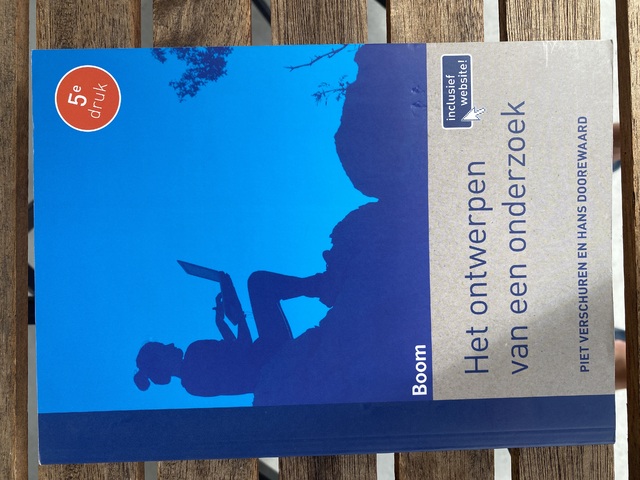 5e
druk
Boom
inclusief
website!
Het ontwerpen
van een onderzoek
PIET VERSCHUREN EN HANS DOOREWAARD